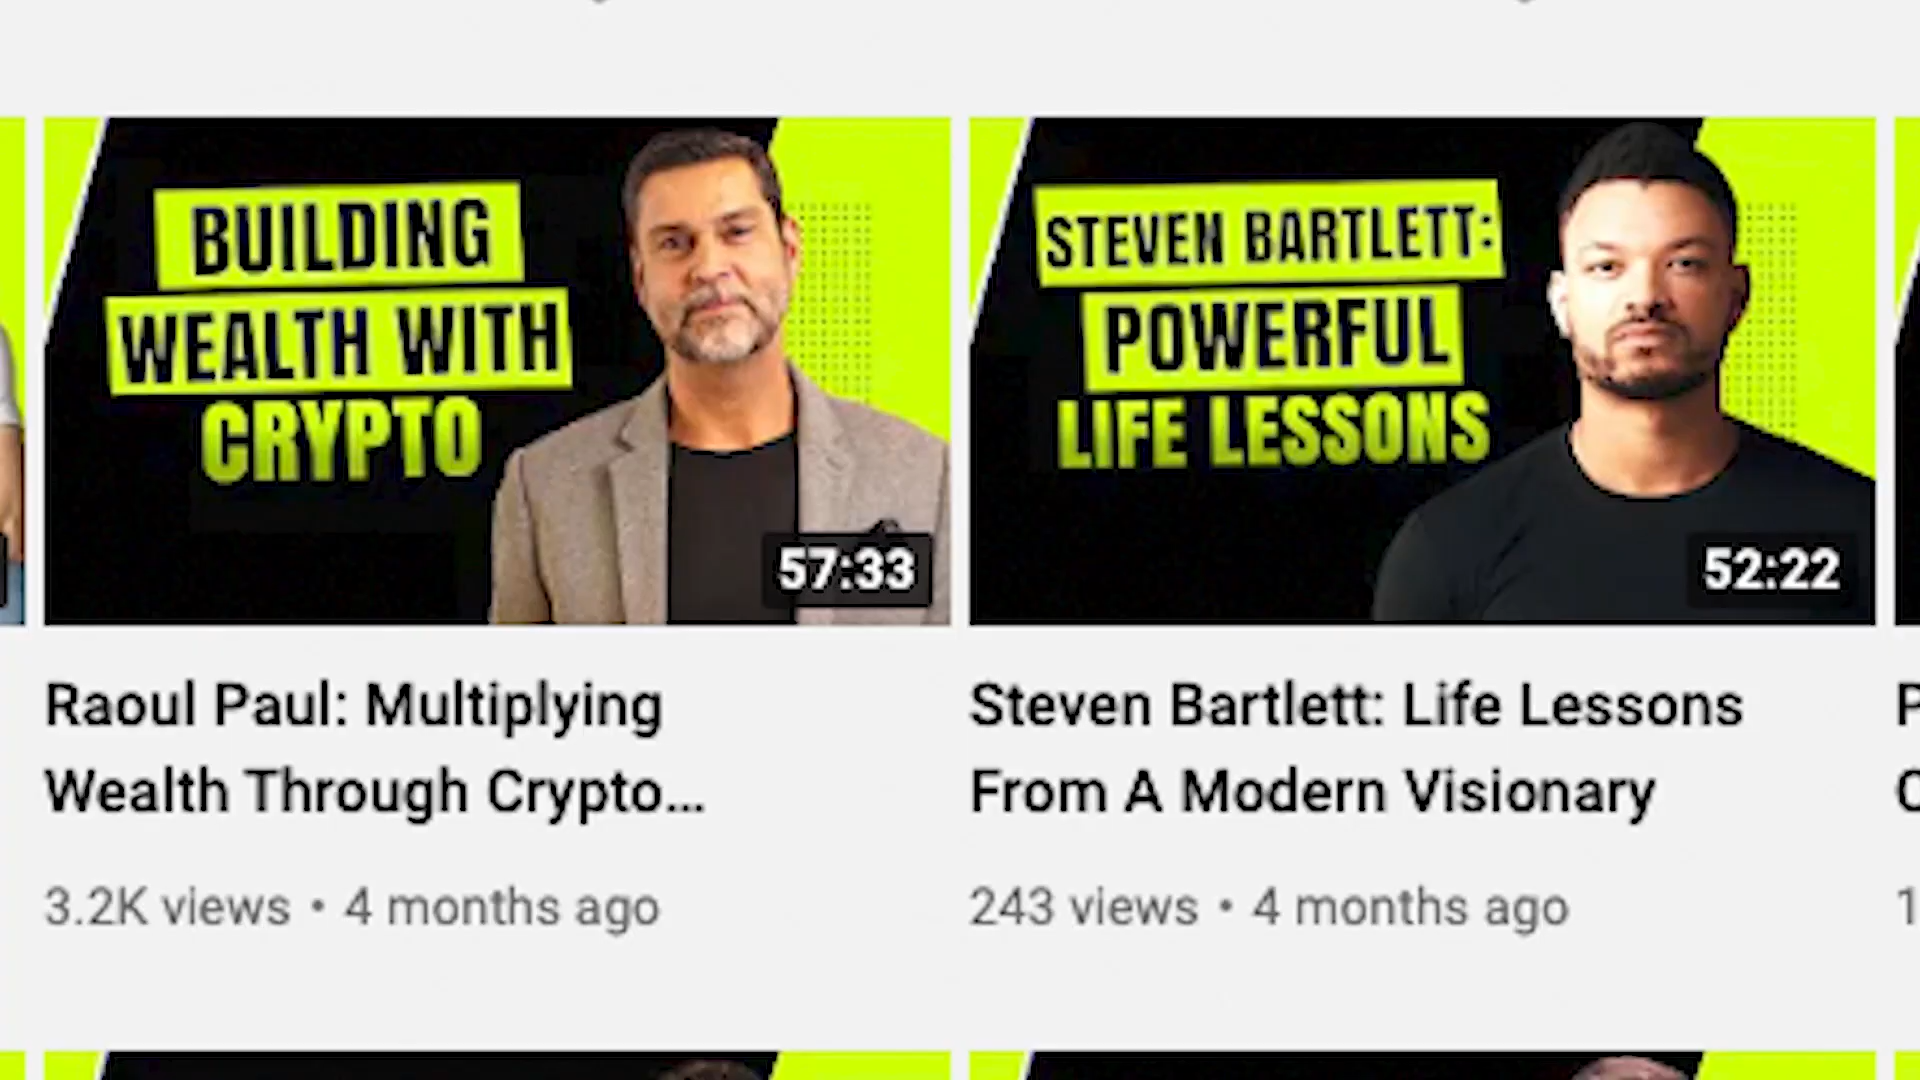 BUILDING
WEALTH WITH
CRYPTO
57:33
STEVEN BARTLETT:
POWERFUL
LIFE LESSONS
52:22
Raoul Paul: Multiplying
Wealth Through Crypto...
3.2K views • 4 months ago
Steven Bartlett: Life Lessons
From A Modern Visionary
243 views • 4 months ago